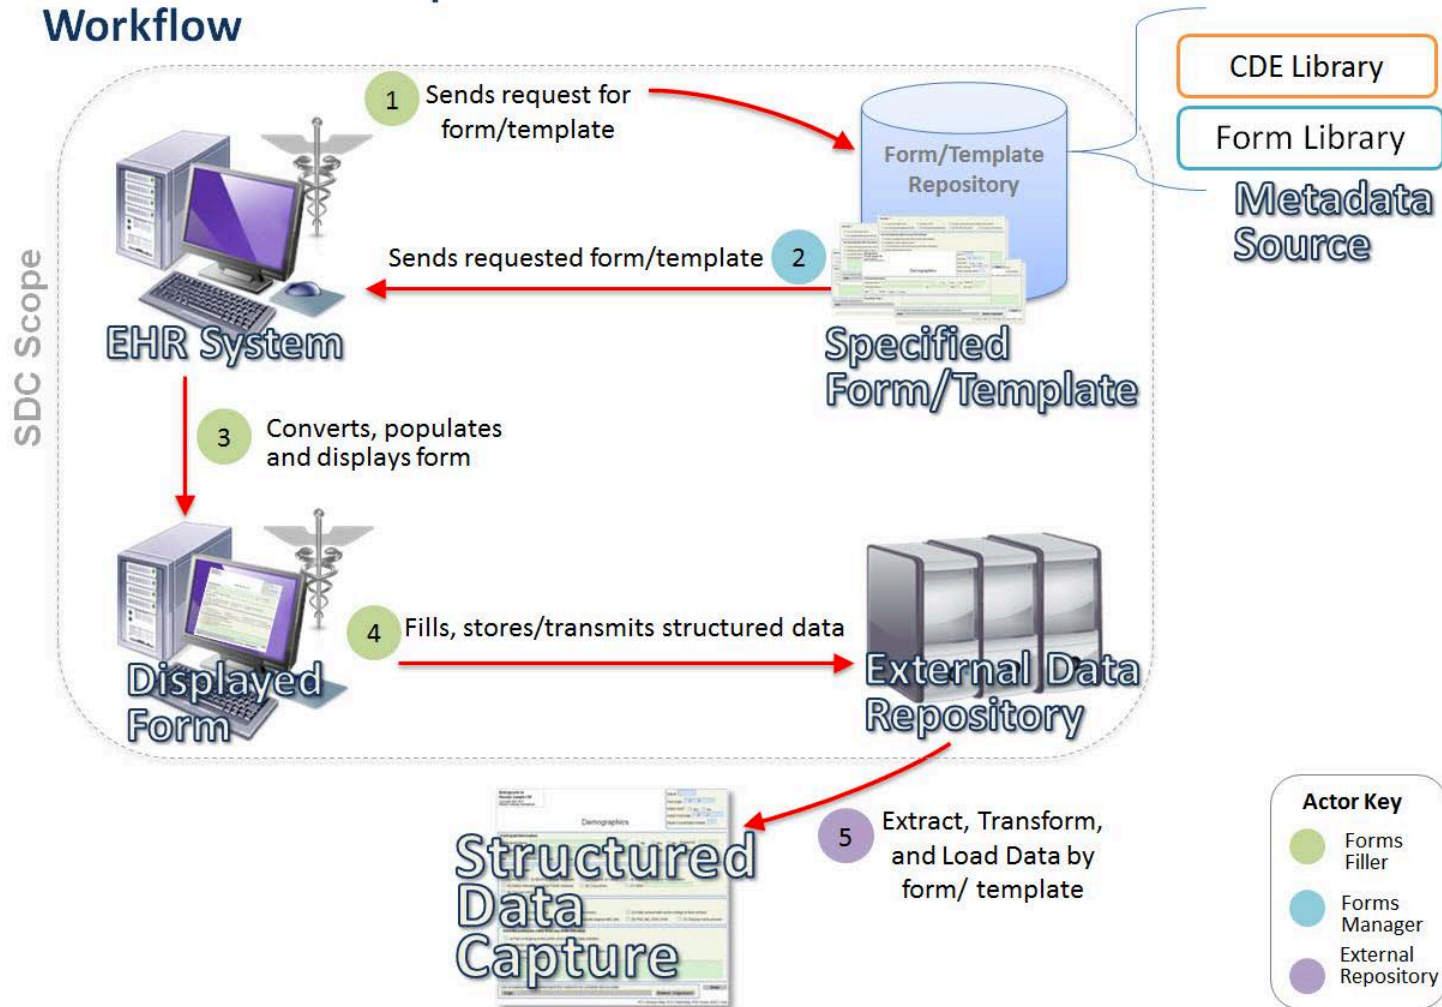 Workflow
CDE Library
Form Library
Metadata
Source
1
Sends request for
form/template
Form/Template
Repository
Sends requested form/template
2
Demographics
EHR System
Specified
Form/Template
SDC Scope
3
Converts, populates
and displays form
4
Fills, stores/transmits structured data
Displayed
Form
External Data
Repository
5
Extract, Transform,
and Load Data by
form/ template
Demographics
Structured
Data
Capture
Actor Key
Forms
Filler
Forms
Manager
External
Repository